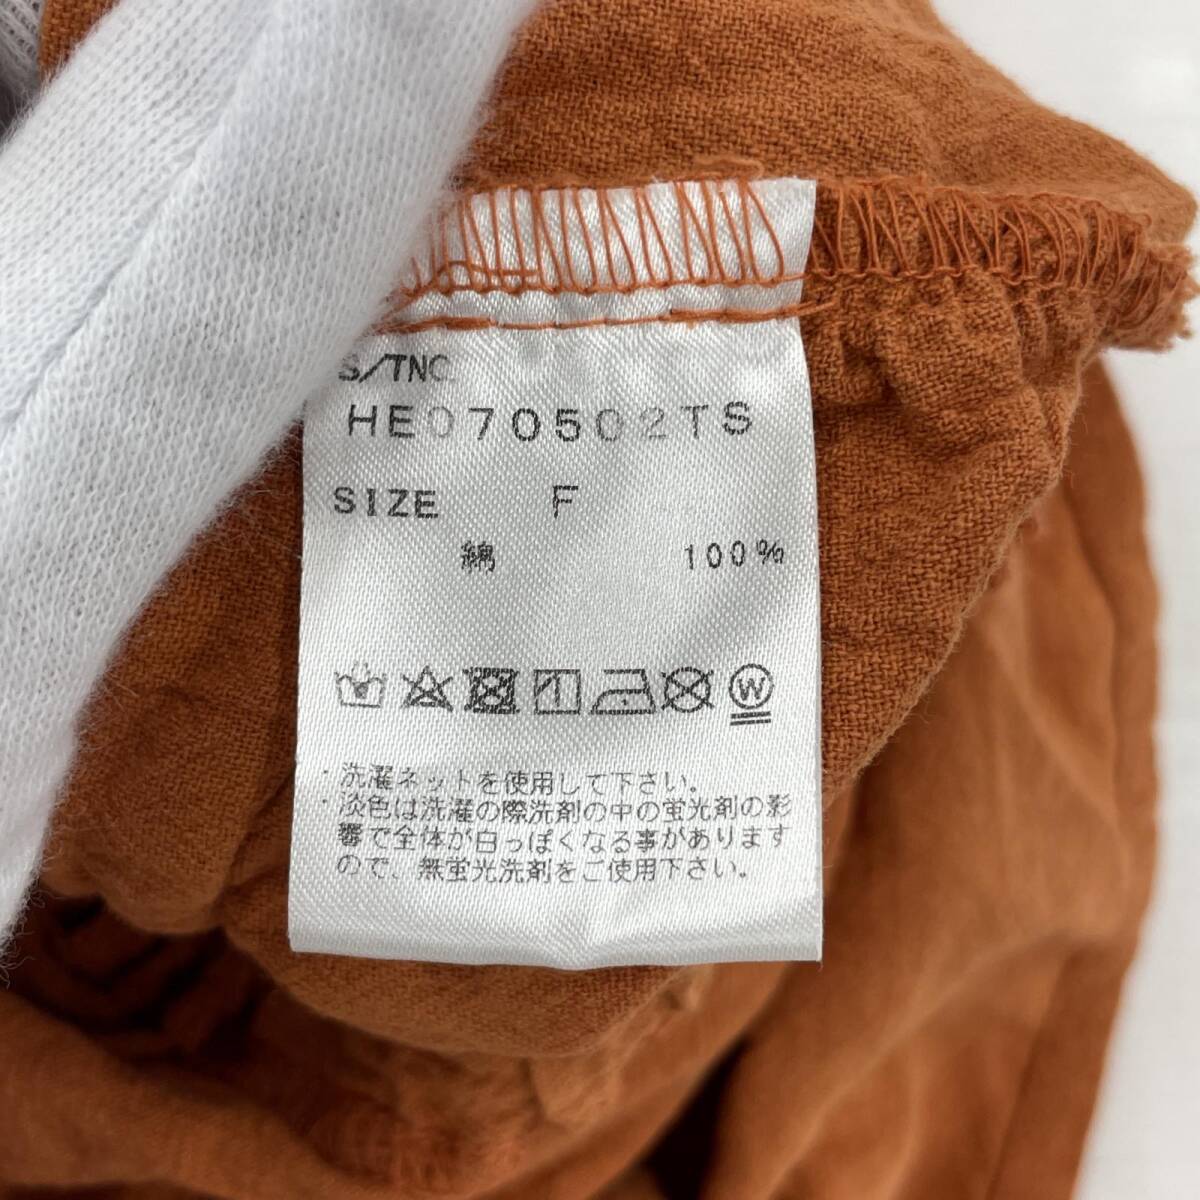 S/TNO.
HE070502TS
SIZE F
綿 100%
W
・洗濯ネットを使用して下さい。
・淡色は洗濯の際洗剤の中の蛍光剤の影
響で全体が白っぽくなる事があります
ので、無蛍光洗剤をご使用下さい。